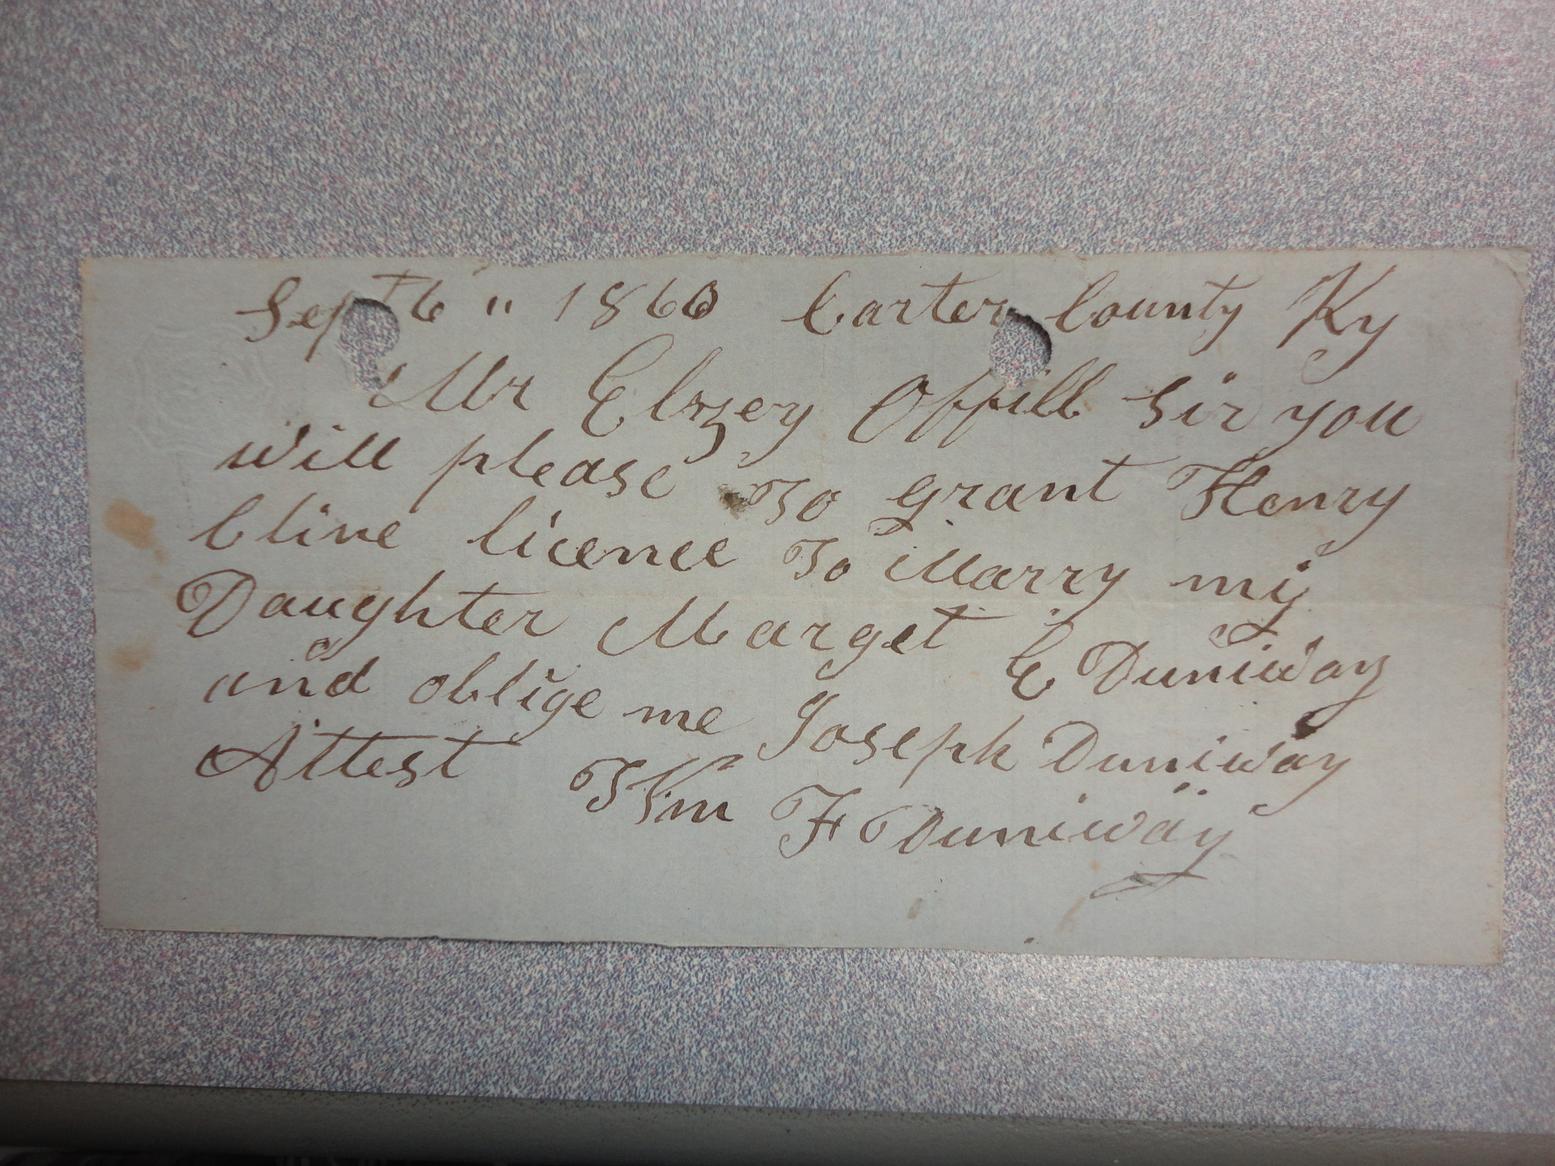 Sept 6 " 1860 Carter County Ky
Mr Elzey Offill Sir you
will please To grant Henry
Cline licence To Marry my
Daughter Marget E Duniway
and oblige me Joseph Duniway
Attest Wm F Duniway